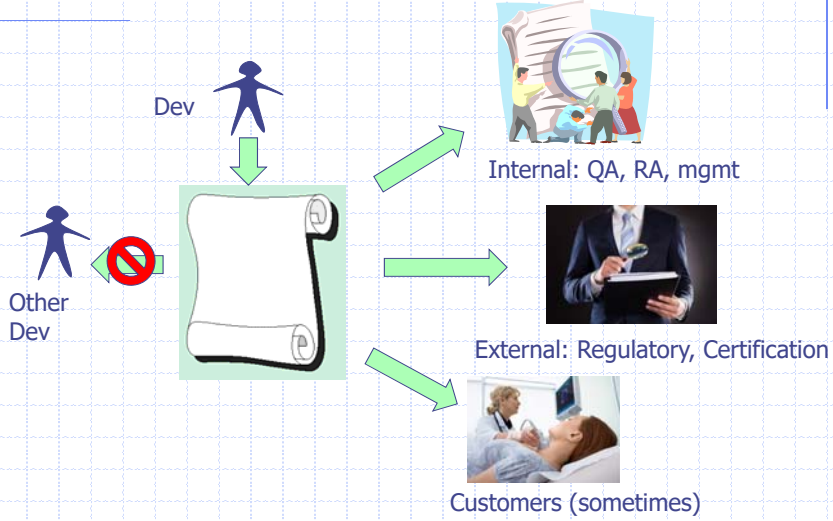 Dev
Internal: QA, RA, mgmt
Other
Dev
External: Regulatory, Certification
Customers (sometimes)